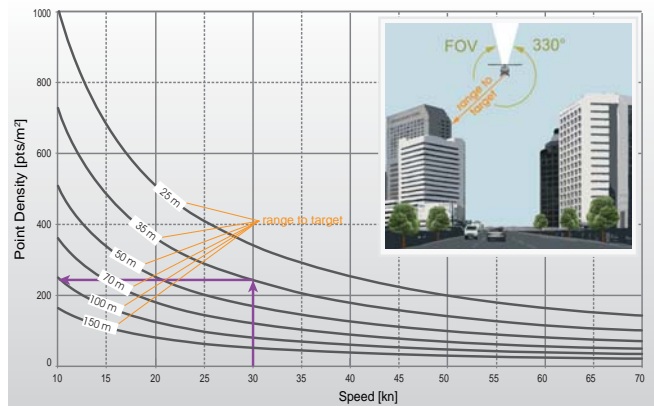 1000
800
600
400
200
0
Point Density [pts/m²]
10 15 20 25 30 35 40 45 50 55 60 65 70
Speed [kn]
25 m
35 m
50 m
70 m
100 m
150 m
range to target
FOV 330°
range to
target